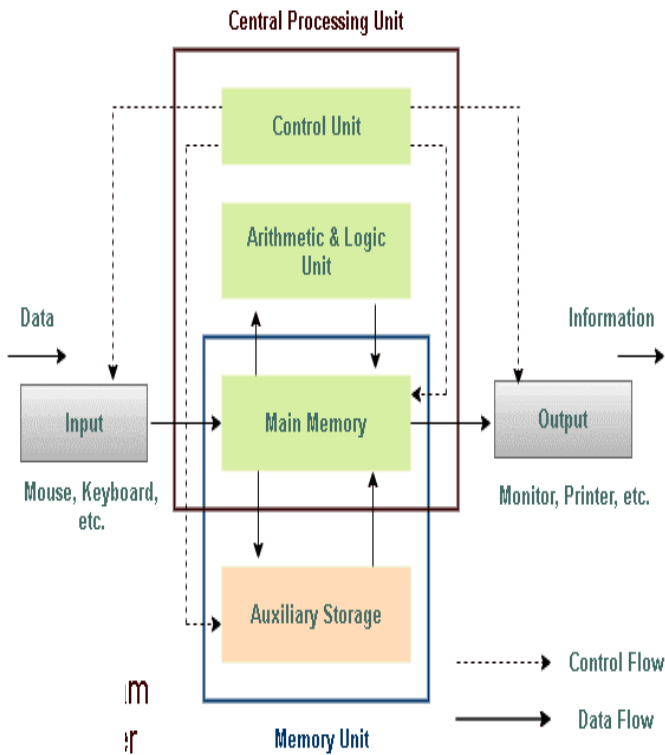 Central Processing Unit
Control Unit
Arithmetic & Logic
Unit
Data
Information
Input
Main Memory
Output
Mouse, Keyboard,
etc.
Monitor, Printer, etc.
Auxiliary Storage
Control Flow
Data Flow
Memory Unit